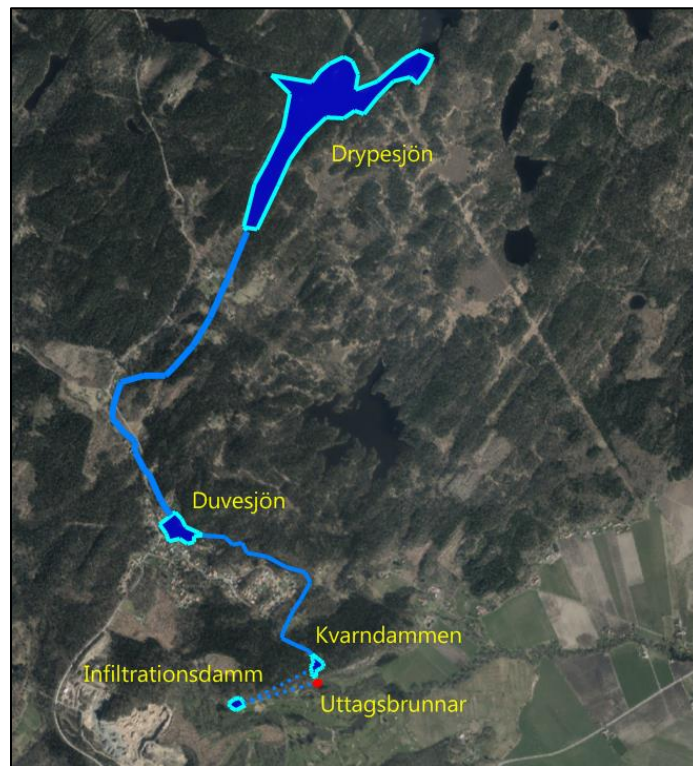 Drypesjön
Duvesjön
Kvarndammen
Infiltrationsdamm
Uttagsbrunnar